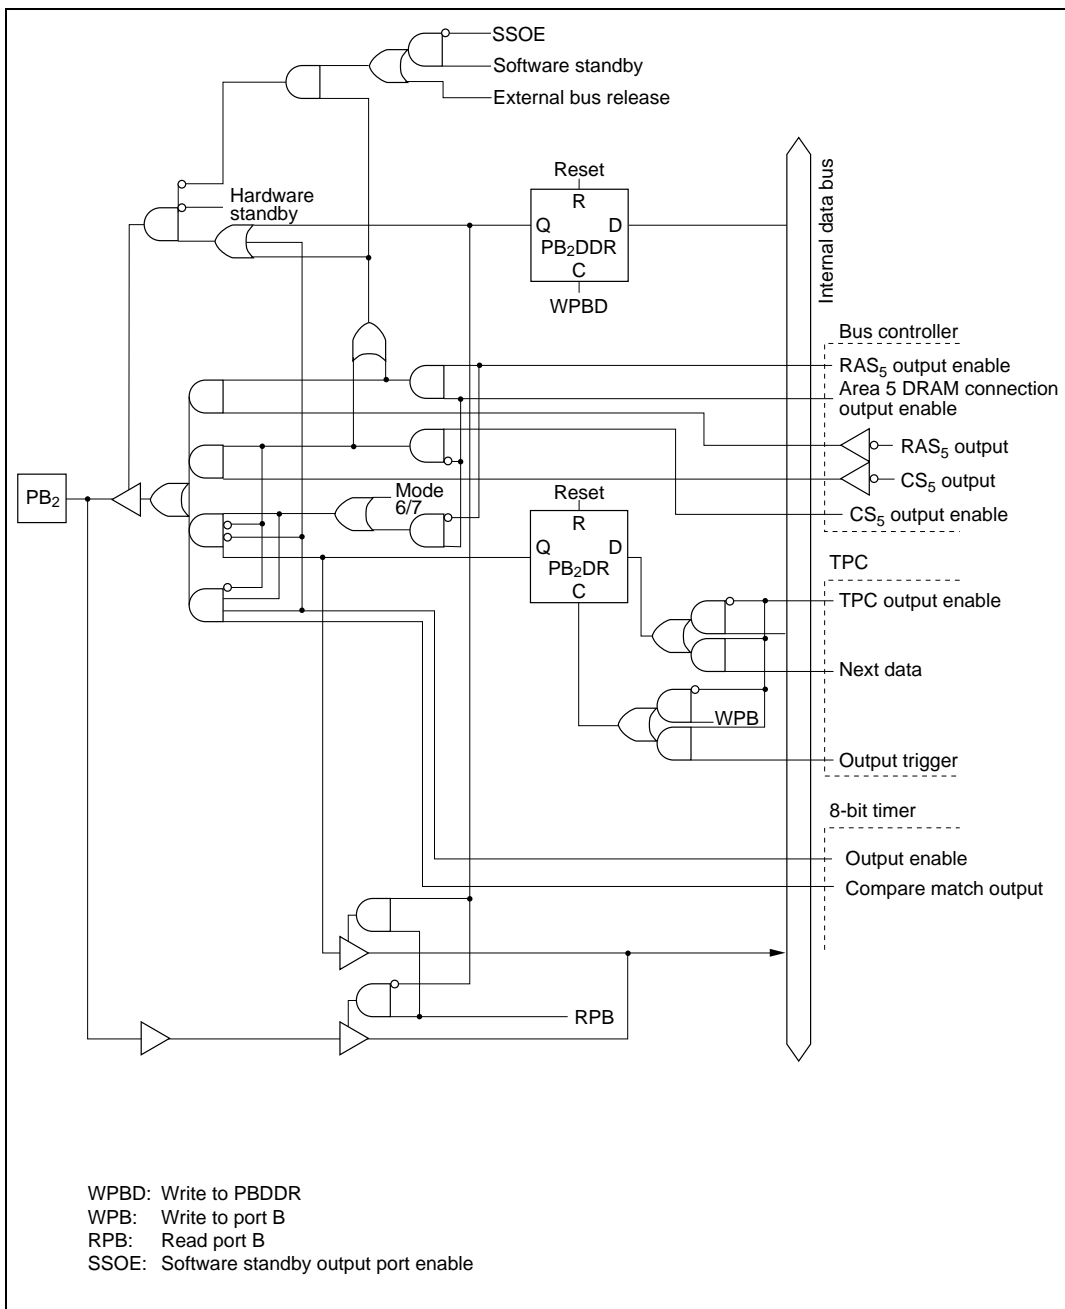 SSOE
Software standby
External bus release
Hardware
standby
Reset
R
Q D
PB₂DDR
C
WPBD
Internal data bus
Bus controller
RAS₅ output enable
Area 5 DRAM connection
output enable
RAS₅ output
CS₅ output
CS₅ output enable
PB₂
Mode
6/7
Reset
R
Q D
PB₂DR
C
TPC
TPC output enable
Next data
WPB
Output trigger
8-bit timer
Output enable
Compare match output
RPB
WPBD: Write to PBDDR
WPB: Write to port B
RPB: Read port B
SSOE: Software standby output port enable